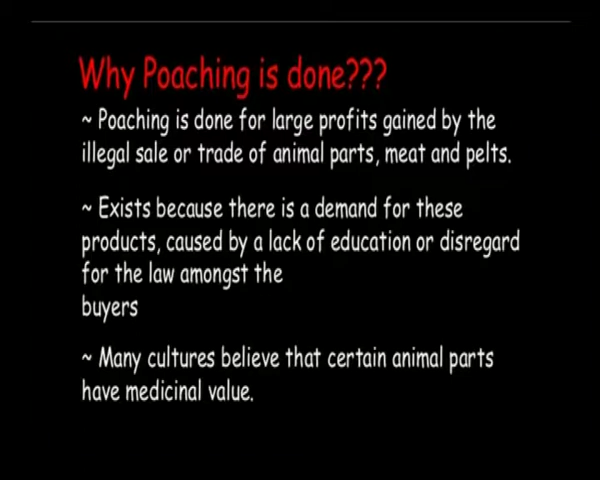 Why Poaching is done???
~ Poaching is done for large profits gained by the
illegal sale or trade of animal parts, meat and pelts.
~ Exists because there is a demand for these
products, caused by a lack of education or disregard
for the law amongst the
buyers
~ Many cultures believe that certain animal parts
have medicinal value.